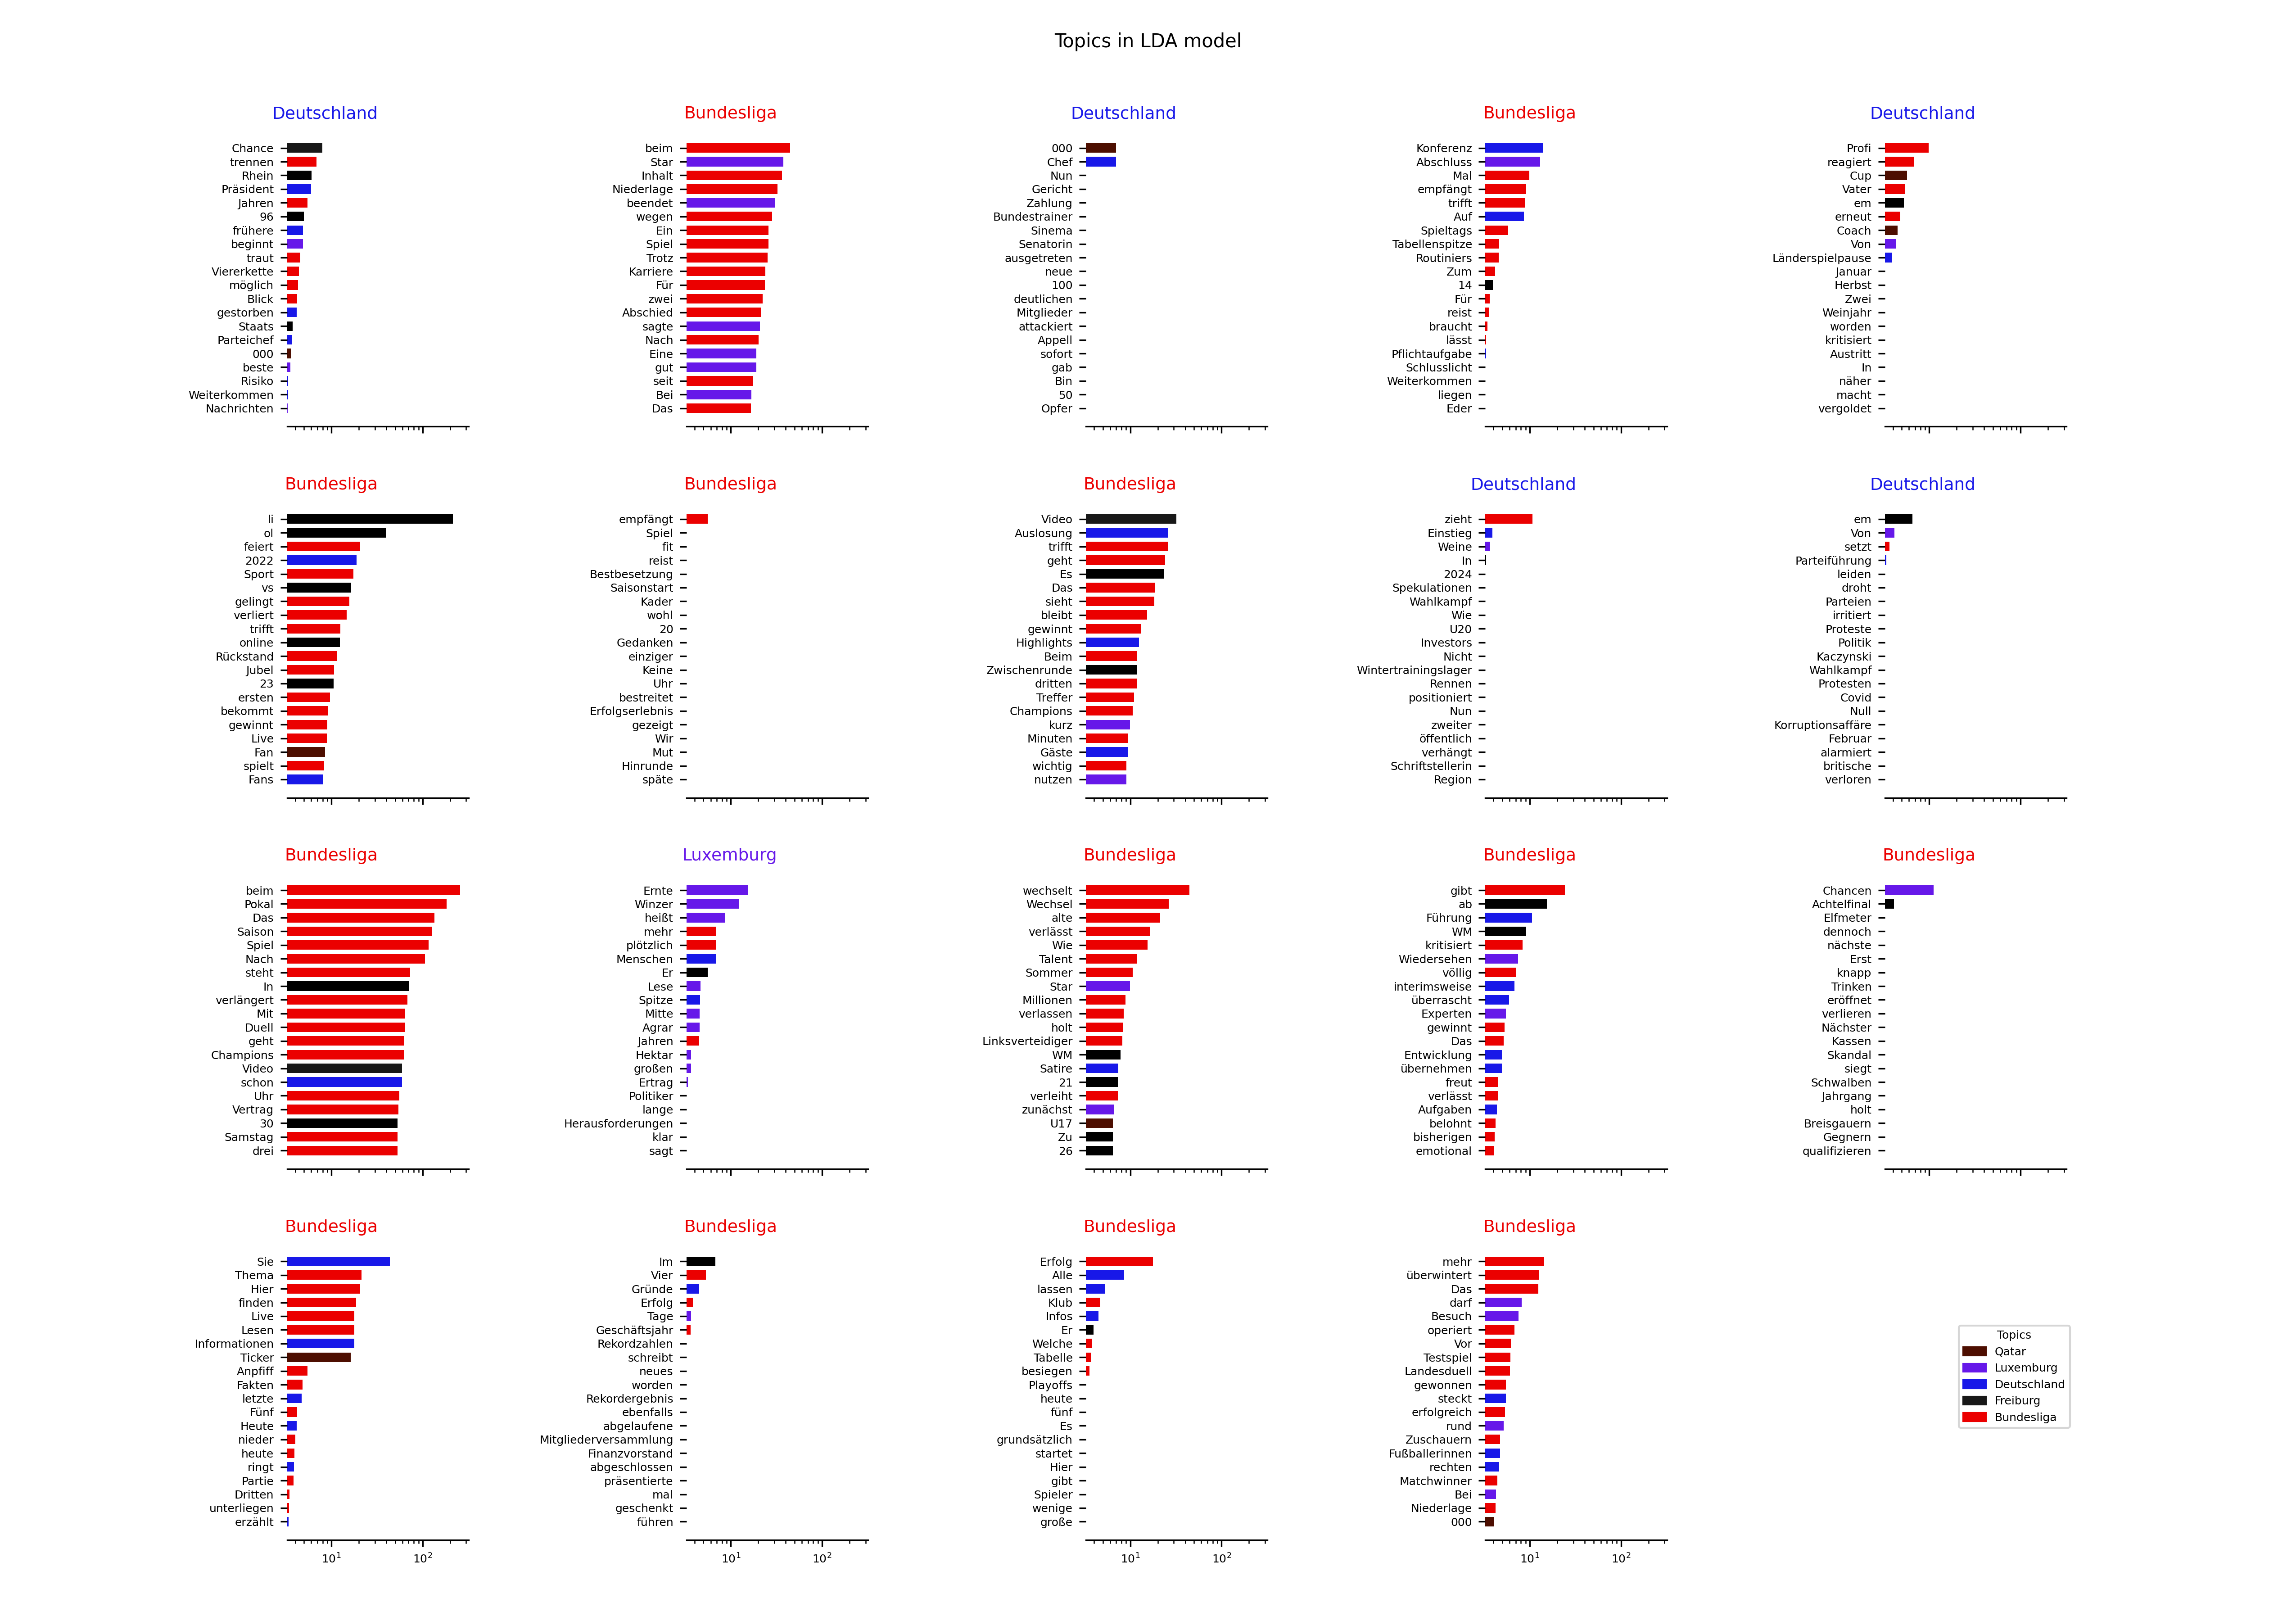 Topics in LDA model
Deutschland
Chance
trennen
Rhein
Präsident
Jahren
96
frühere
beginnt
traut
Viererkette
möglich
Blick
gestorben
Staats
Parteichef
000
beste
Risiko
Weiterkommen
Nachrichten
Bundesliga
beim
Star
Inhalt
Niederlage
beendet
wegen
Ein
Spiel
Trotz
Karriere
Für
zwei
Abschied
sagte
Nach
Eine
gut
seit
Bei
Das
Deutschland
000
Chef
Nun
Gericht
Zahlung
Bundestrainer
Sinema
Senatorin
ausgetreten
neue
100
deutlichen
Mitglieder
attackiert
Appell
sofort
gab
Bin
50
Opfer
Bundesliga
Konferenz
Abschluss
Mal
empfängt
trifft
Auf
Spieltags
Tabellenspitze
Routiniers
Zum
14
Für
reist
braucht
lässt
Pflichtaufgabe
Schlusslicht
Weiterkommen
liegen
Eder
Deutschland
Profi
reagiert
Cup
Vater
em
erneut
Coach
Von
Länderspielpause
Januar
Herbst
Zwei
Weinjahr
worden
kritisiert
Austritt
In
näher
macht
vergoldet
Bundesliga
li
ol
feiert
2022
Sport
vs
gelingt
verliert
trifft
online
Rückstand
Jubel
23
ersten
bekommt
gewinnt
Live
Fan
spielt
Fans
Bundesliga
empfängt
Spiel
fit
reist
Bestbesetzung
Saisonstart
Kader
wohl
20
Gedanken
einziger
Keine
Uhr
bestreitet
Erfolgserlebnis
gezeigt
Wir
Mut
Hinrunde
späte
Bundesliga
Video
Auslosung
trifft
geht
Es
Das
sieht
bleibt
gewinnt
Highlights
Beim
Zwischenrunde
dritten
Treffer
Champions
kurz
Minuten
Gäste
wichtig
nutzen
Deutschland
zieht
Einstieg
Weine
In
2024
Spekulationen
Wahlkampf
Wie
U20
Investors
Nicht
Wintertrainingslager
Rennen
positioniert
Nun
zweiter
öffentlich
verhängt
Schriftstellerin
Region
Deutschland
em
Von
setzt
Parteiführung
leiden
droht
Parteien
irritiert
Proteste
Politik
Kaczynski
Wahlkampf
Protesten
Covid
Null
Korruptionsaffäre
Februar
alarmiert
britische
verloren
Bundesliga
beim
Pokal
Das
Saison
Spiel
Nach
steht
In
verlängert
Mit
Duell
geht
Champions
Video
schon
Uhr
Vertrag
30
Samstag
drei
Luxemburg
Ernte
Winzer
heißt
mehr
plötzlich
Menschen
Er
Lese
Spitze
Mitte
Agrar
Jahren
Hektar
großen
Ertrag
Politiker
lange
Herausforderungen
klar
sagt
Bundesliga
wechselt
Wechsel
alte
verlässt
Wie
Talent
Sommer
Star
Millionen
verlassen
holt
Linksverteidiger
WM
Satire
21
verleiht
zunächst
U17
Zu
26
Bundesliga
gibt
ab
Führung
WM
kritisiert
Wiedersehen
völlig
interimsweise
überrascht
Experten
gewinnt
Das
Entwicklung
übernehmen
freut
verlässt
Aufgaben
belohnt
bisherigen
emotional
Bundesliga
Chancen
Achtelfinal
Elfmeter
dennoch
nächste
Erst
knapp
Trinken
eröffnet
verlieren
Nächster
Kassen
Skandal
siegt
Schwalben
Jahrgang
holt
Breisgauern
Gegnern
qualifizieren
Bundesliga
Sie
Thema
Hier
finden
Live
Lesen
Informationen
Ticker
Anpfiff
Fakten
letzte
Fünf
Heute
nieder
heute
ringt
Partie
Dritten
unterliegen
erzählt
10¹ 10²
Bundesliga
Im
Vier
Gründe
Erfolg
Tage
Geschäftsjahr
Rekordzahlen
schreibt
neues
worden
Rekordergebnis
ebenfalls
abgelaufene
Mitgliederversammlung
Finanzvorstand
abgeschlossen
präsentierte
mal
geschenkt
führen
10¹ 10²
Bundesliga
Erfolg
Alle
lassen
Klub
Infos
Er
Welche
Tabelle
besiegen
Playoffs
heute
fünf
Es
grundsätzlich
startet
Hier
gibt
Spieler
wenige
große
10¹ 10²
Bundesliga
mehr
überwintert
Das
darf
Besuch
operiert
Vor
Testspiel
Landesduell
gewonnen
steckt
erfolgreich
rund
Zuschauern
Fußballerinnen
rechten
Matchwinner
Bei
Niederlage
000
10¹ 10²
Topics
Qatar
Luxemburg
Deutschland
Freiburg
Bundesliga